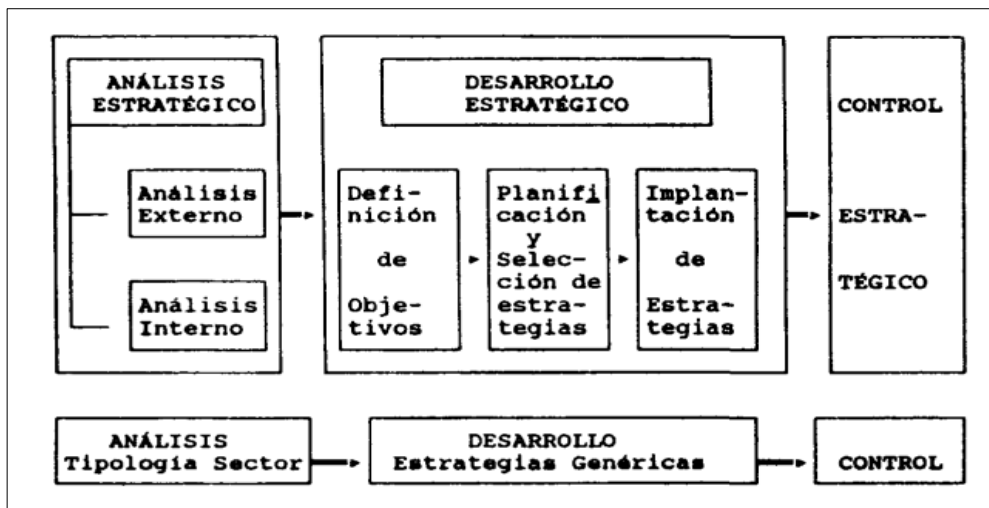 ANÁLISIS
ESTRATÉGICO
Análisis
Externo
Análisis
Interno
DESARROLLO
ESTRATÉGICO
Defi-
nición
de
Obje-
tivos
Planifi
cación
y
Selec-
ción de
estra-
tegias
Implan-
tación
de
Estra-
tegias
CONTROL
ESTRA-
TÉGICO
ANÁLISIS
Tipología Sector
DESARROLLO
Estrategias Genéricas
CONTROL